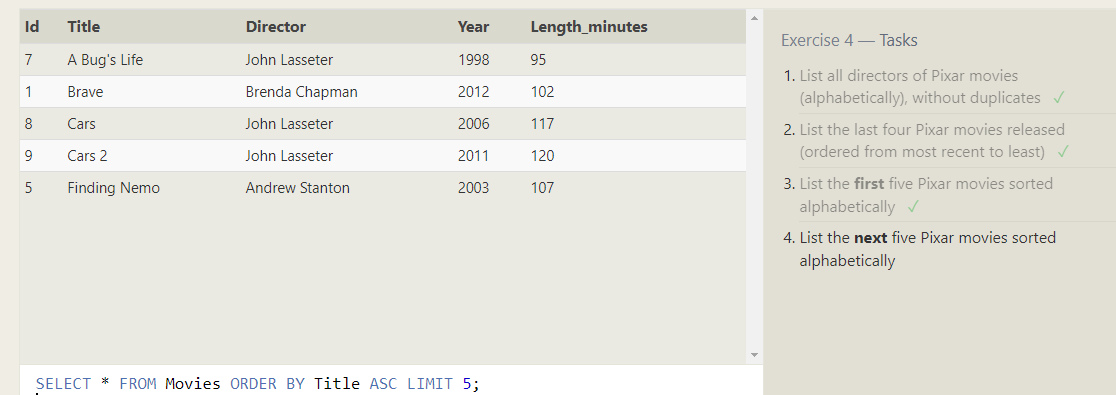 Id Title Director Year Length_minutes
7 A Bug's Life John Lasseter 1998 95
1 Brave Brenda Chapman 2012 102
8 Cars John Lasseter 2006 117
9 Cars 2 John Lasseter 2011 120
5 Finding Nemo Andrew Stanton 2003 107
SELECT * FROM Movies ORDER BY Title ASC LIMIT 5;
Exercise 4 — Tasks
1. List all directors of Pixar movies
(alphabetically), without duplicates ✓
2. List the last four Pixar movies released
(ordered from most recent to least) ✓
3. List the first five Pixar movies sorted
alphabetically ✓
4. List the next five Pixar movies sorted
alphabetically